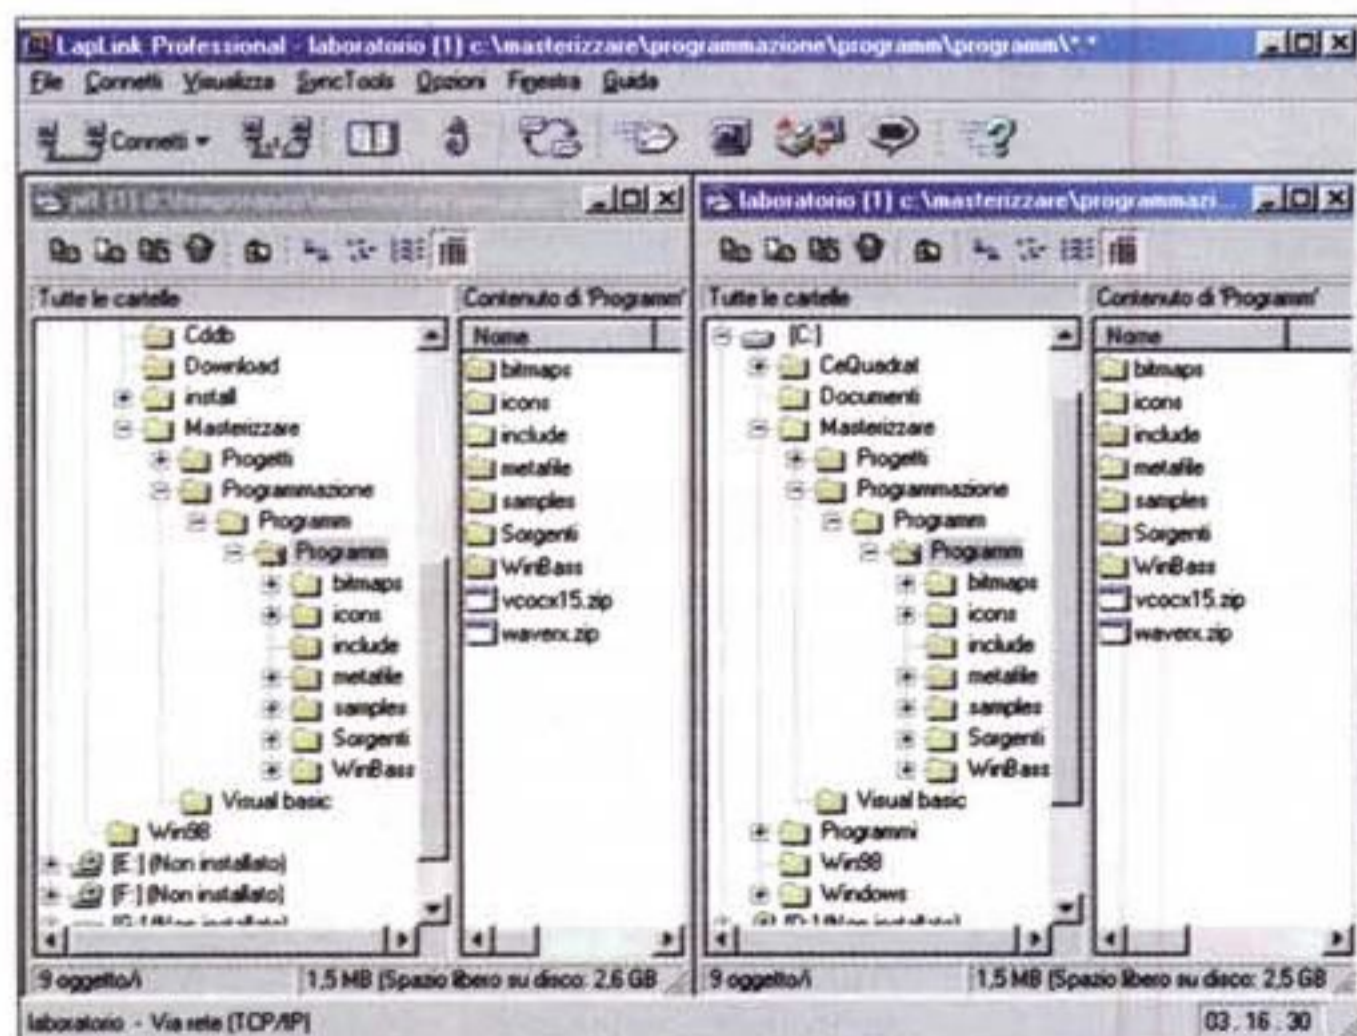 LapLink Professional - laboratorio (1) c:\masterizzare\programmazione\programm\programm\*.*
File Connetti Visualizza SyncTools Opzioni Finestra Guida
Connetti
laboratorio (1) c:\masterizzare\programmazi...
Tutte le cartelle
Contenuto di 'Programm'
Cddb
Download
install
Masterizzare
Progetti
Programmazione
Programm
Programm
bitmaps
icons
include
metafile
samples
Sorgenti
WinBass
Visual basic
Win98
[E:] (Non installato)
[F:] (Non installato)
[G:] (Non installato)
Nome
bitmaps
icons
include
metafile
samples
Sorgenti
WinBass
vcocx15.zip
waverx.zip
9 oggetto/i
1,5 MB (Spazio libero su disco: 2,6 GB
Tutte le cartelle
Contenuto di 'Programm'
[C:]
CeQuadrat
Documenti
Masterizzare
Progetti
Programmazione
Programm
Programm
bitmaps
icons
include
metafile
samples
Sorgenti
WinBass
Visual basic
Programmi
Win98
Windows
[D:] (Non installato)
Nome
bitmaps
icons
include
metafile
samples
Sorgenti
WinBass
vcocx15.zip
waverx.zip
9 oggetto/i
1,5 MB (Spazio libero su disco: 2,5 GB
laboratorio - Via rete (TCP/IP)
03 . 16 . 30